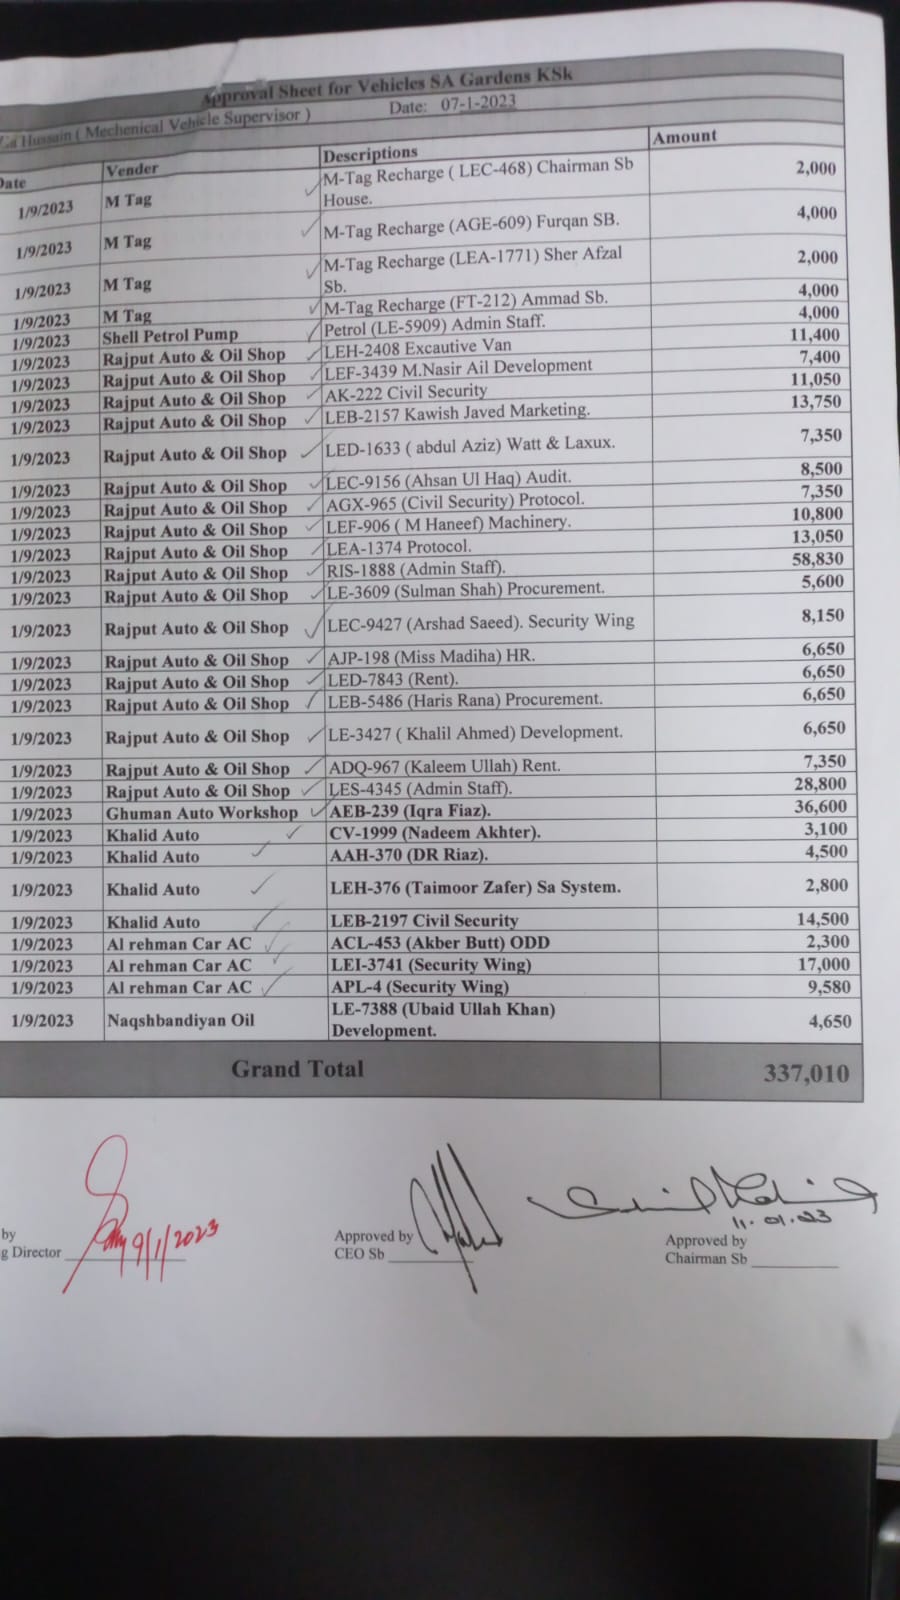 Approval Sheet for Vehicles SA Gardens KSk
Hussain ( Mechenical Vehicle Supervisor ) Date: 07-1-2023
Date Vender Descriptions Amount
1/9/2023 M Tag M-Tag Recharge ( LEC-468) Chairman Sb House. 2,000
1/9/2023 M Tag M-Tag Recharge (AGE-609) Furqan SB. 4,000
1/9/2023 M Tag M-Tag Recharge (LEA-1771) Sher Afzal Sb. 2,000
1/9/2023 M Tag M-Tag Recharge (FT-212) Ammad Sb. 4,000
1/9/2023 Shell Petrol Pump Petrol (LE-5909) Admin Staff. 4,000
1/9/2023 Rajput Auto & Oil Shop LEH-2408 Excautive Van 11,400
1/9/2023 Rajput Auto & Oil Shop LEF-3439 M.Nasir Ail Development 7,400
1/9/2023 Rajput Auto & Oil Shop AK-222 Civil Security 11,050
1/9/2023 Rajput Auto & Oil Shop LEB-2157 Kawish Javed Marketing. 13,750
1/9/2023 Rajput Auto & Oil Shop LED-1633 ( abdul Aziz) Watt & Laxux. 7,350
1/9/2023 Rajput Auto & Oil Shop LEC-9156 (Ahsan Ul Haq) Audit. 8,500
1/9/2023 Rajput Auto & Oil Shop AGX-965 (Civil Security) Protocol. 7,350
1/9/2023 Rajput Auto & Oil Shop LEF-906 ( M Haneef) Machinery. 10,800
1/9/2023 Rajput Auto & Oil Shop LEA-1374 Protocol. 13,050
1/9/2023 Rajput Auto & Oil Shop RIS-1888 (Admin Staff). 58,830
1/9/2023 Rajput Auto & Oil Shop LE-3609 (Sulman Shah) Procurement. 5,600
1/9/2023 Rajput Auto & Oil Shop LEC-9427 (Arshad Saeed). Security Wing 8,150
1/9/2023 Rajput Auto & Oil Shop AJP-198 (Miss Madiha) HR. 6,650
1/9/2023 Rajput Auto & Oil Shop LED-7843 (Rent). 6,650
1/9/2023 Rajput Auto & Oil Shop LEB-5486 (Haris Rana) Procurement. 6,650
1/9/2023 Rajput Auto & Oil Shop LE-3427 ( Khalil Ahmed) Development. 6,650
1/9/2023 Rajput Auto & Oil Shop ADQ-967 (Kaleem Ullah) Rent. 7,350
1/9/2023 Rajput Auto & Oil Shop LES-4345 (Admin Staff). 28,800
1/9/2023 Ghuman Auto Workshop AEB-239 (Iqra Fiaz). 36,600
1/9/2023 Khalid Auto CV-1999 (Nadeem Akhter). 3,100
1/9/2023 Khalid Auto AAH-370 (DR Riaz). 4,500
1/9/2023 Khalid Auto LEH-376 (Taimoor Zafer) Sa System. 2,800
1/9/2023 Khalid Auto LEB-2197 Civil Security 14,500
1/9/2023 Al rehman Car AC ACL-453 (Akber Butt) ODD 2,300
1/9/2023 Al rehman Car AC LEI-3741 (Security Wing) 17,000
1/9/2023 Al rehman Car AC APL-4 (Security Wing) 9,580
1/9/2023 Naqshbandiyan Oil LE-7388 (Ubaid Ullah Khan) Development. 4,650
Grand Total 337,010
9/1/2023
11.01.23
by Approved by Approved by
g Director CEO Sb Chairman Sb